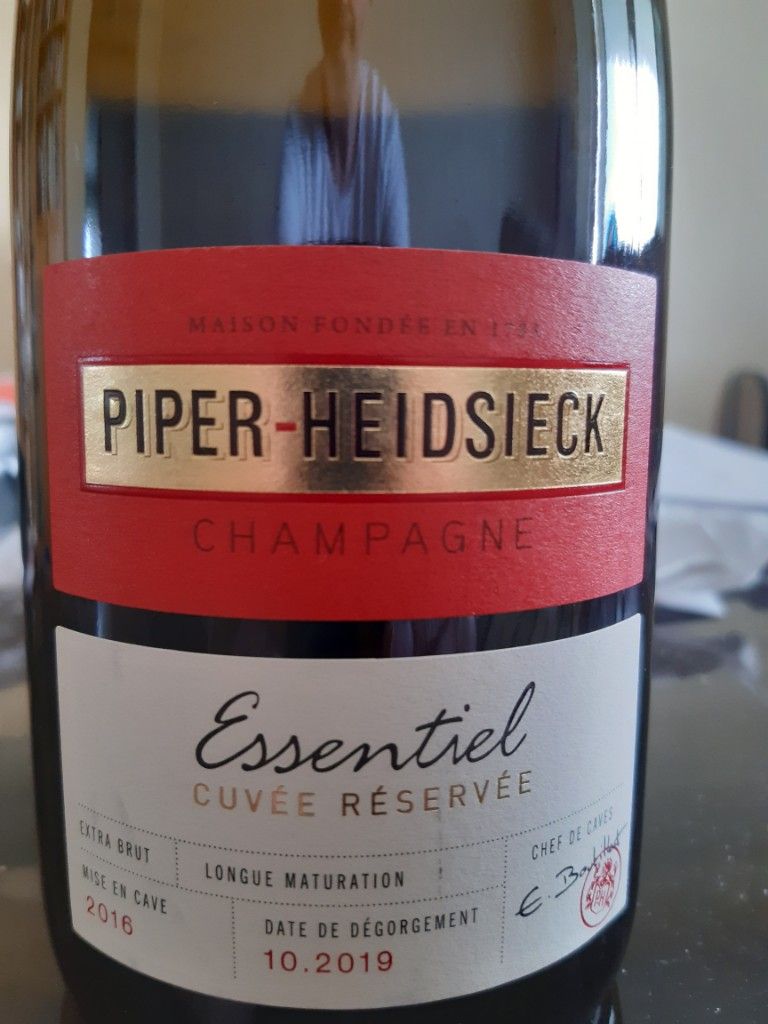 MAISON FONDÉE EN
PIPER-HEIDSIECK
CHAMPAGNE
Essentiel
CUVÉE RÉSERVÉE
EXTRA BRUT
LONGUE MATURATION
CHEF DE CAVES
MISE EN CAVE
2016
DATE DE DÉGORGEMENT
10.2019